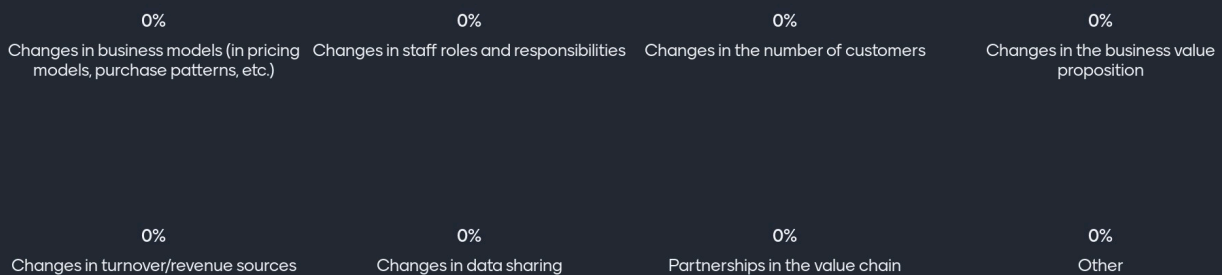 0%
0%
0%
0%
Changes in business models (in pricing
models, purchase patterns, etc.)
Changes in staff roles and responsibilities
Changes in the number of customers
Changes in the business value
proposition
0%
0%
0%
0%
Changes in turnover/revenue sources
Changes in data sharing
Partnerships in the value chain
Other